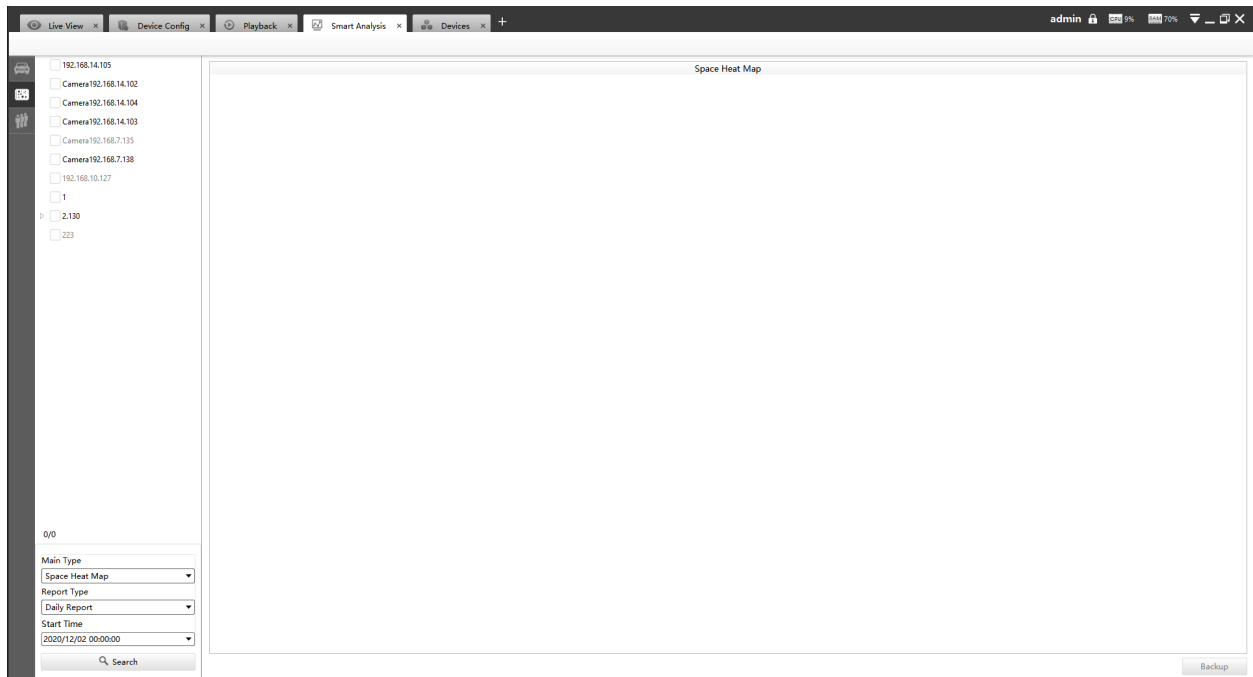 Live View × Device Config × Playback × Smart Analysis × Devices × + admin CPU 9% RAM 70%
192.168.14.105
Camera192.168.14.102
Camera192.168.14.104
Camera192.168.14.103
Camera192.168.7.135
Camera192.168.7.138
192.168.10.127
1
2.130
223
0/0
Main Type
Space Heat Map
Report Type
Daily Report
Start Time
2020/12/02 00:00:00
Search
Space Heat Map
Backup